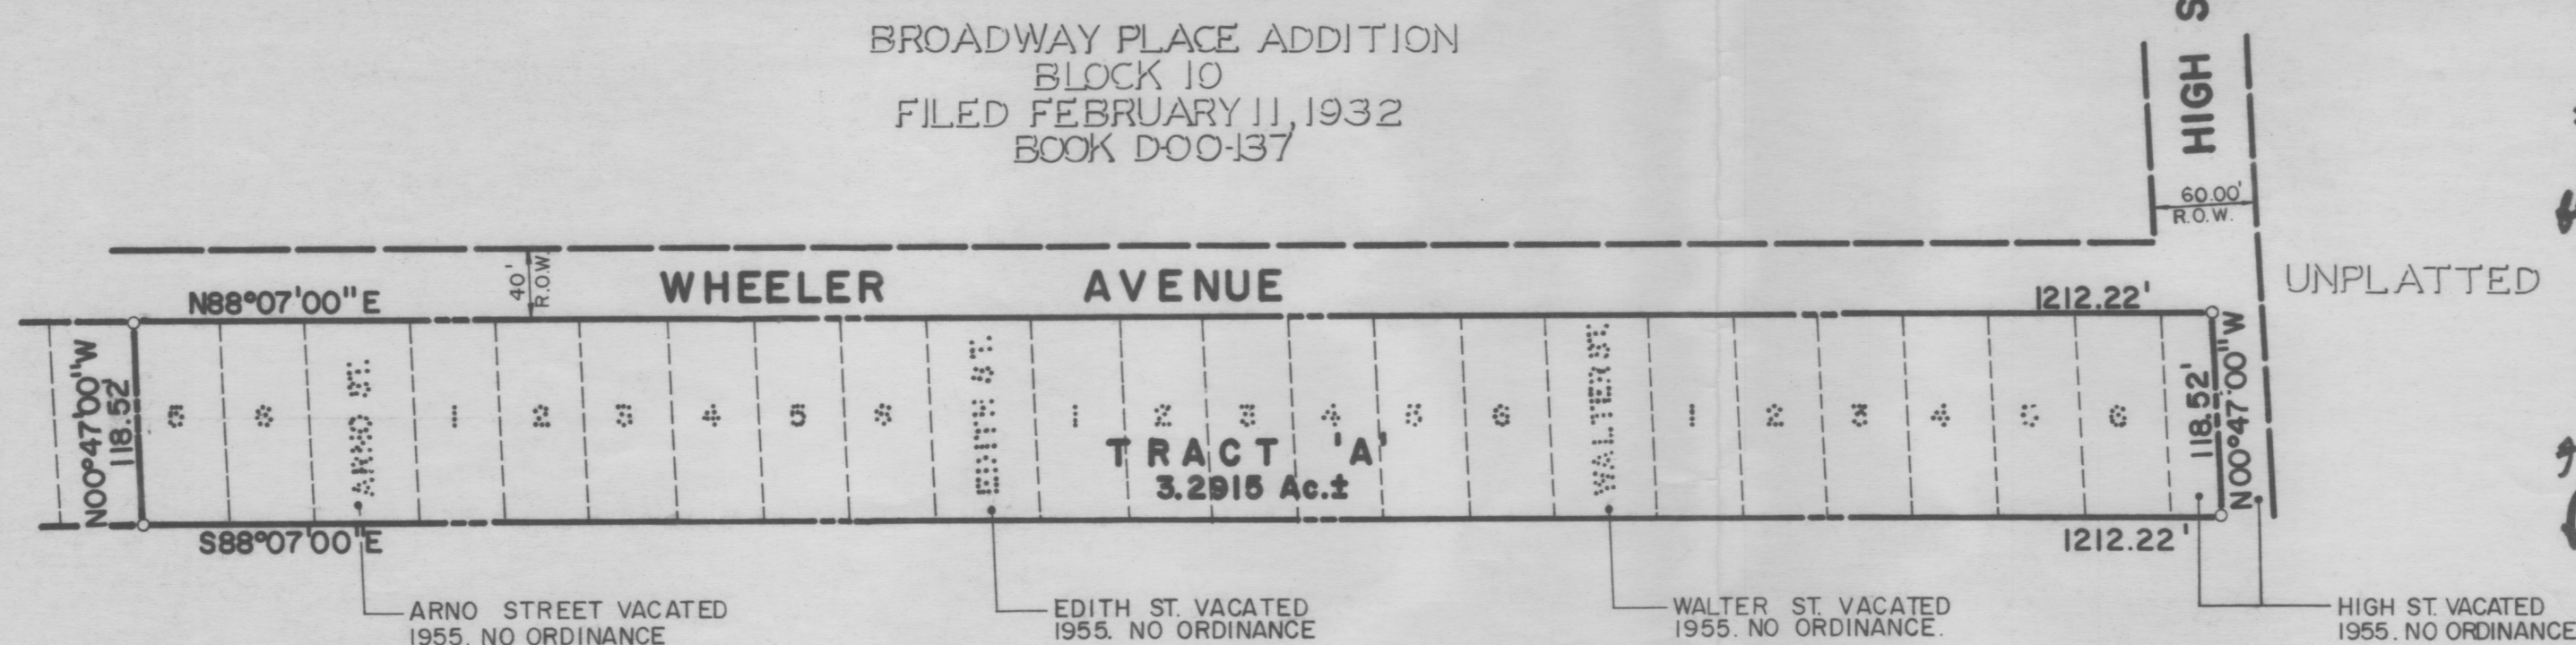 BROADWAY PLACE ADDITION
BLOCK 10
FILED FEBRUARY 11, 1932
BOOK D-00-137
HIGH S
60.00'
R.O.W.
UNPLATTED
40'
R.O.W.
WHEELER AVENUE
N88°07'00"E
1212.22'
N00°47'00"W
118.52'
5 6 ARNO ST. 1 2 3 4 5 6 EDITH ST. 1 2 3 4 5 6 WALTER ST. 1 2 3 4 5 6
TRACT 'A'
3.2915 Ac.±
118.52'
N00°47'00"W
S88°07'00"E
1212.22'
ARNO STREET VACATED
1955. NO ORDINANCE
EDITH ST. VACATED
1955. NO ORDINANCE
WALTER ST. VACATED
1955. NO ORDINANCE.
HIGH ST. VACATED
1955. NO ORDINANCE